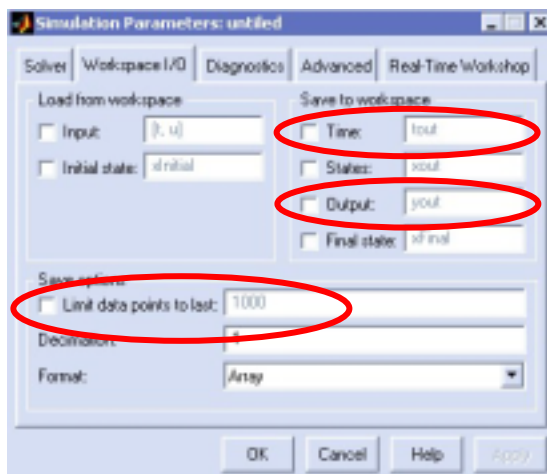 Simulation Parameters: untitled
Solver Workspace I/O Diagnostics Advanced Real-Time Workshop
Load from workspace
Input: [t, u]
Initial state: xInitial
Save to workspace
Time: tout
States: xout
Output: yout
Final state: xFinal
Save options
Limit data points to last: 1000
Decimation:
Format: Array
OK Cancel Help Apply